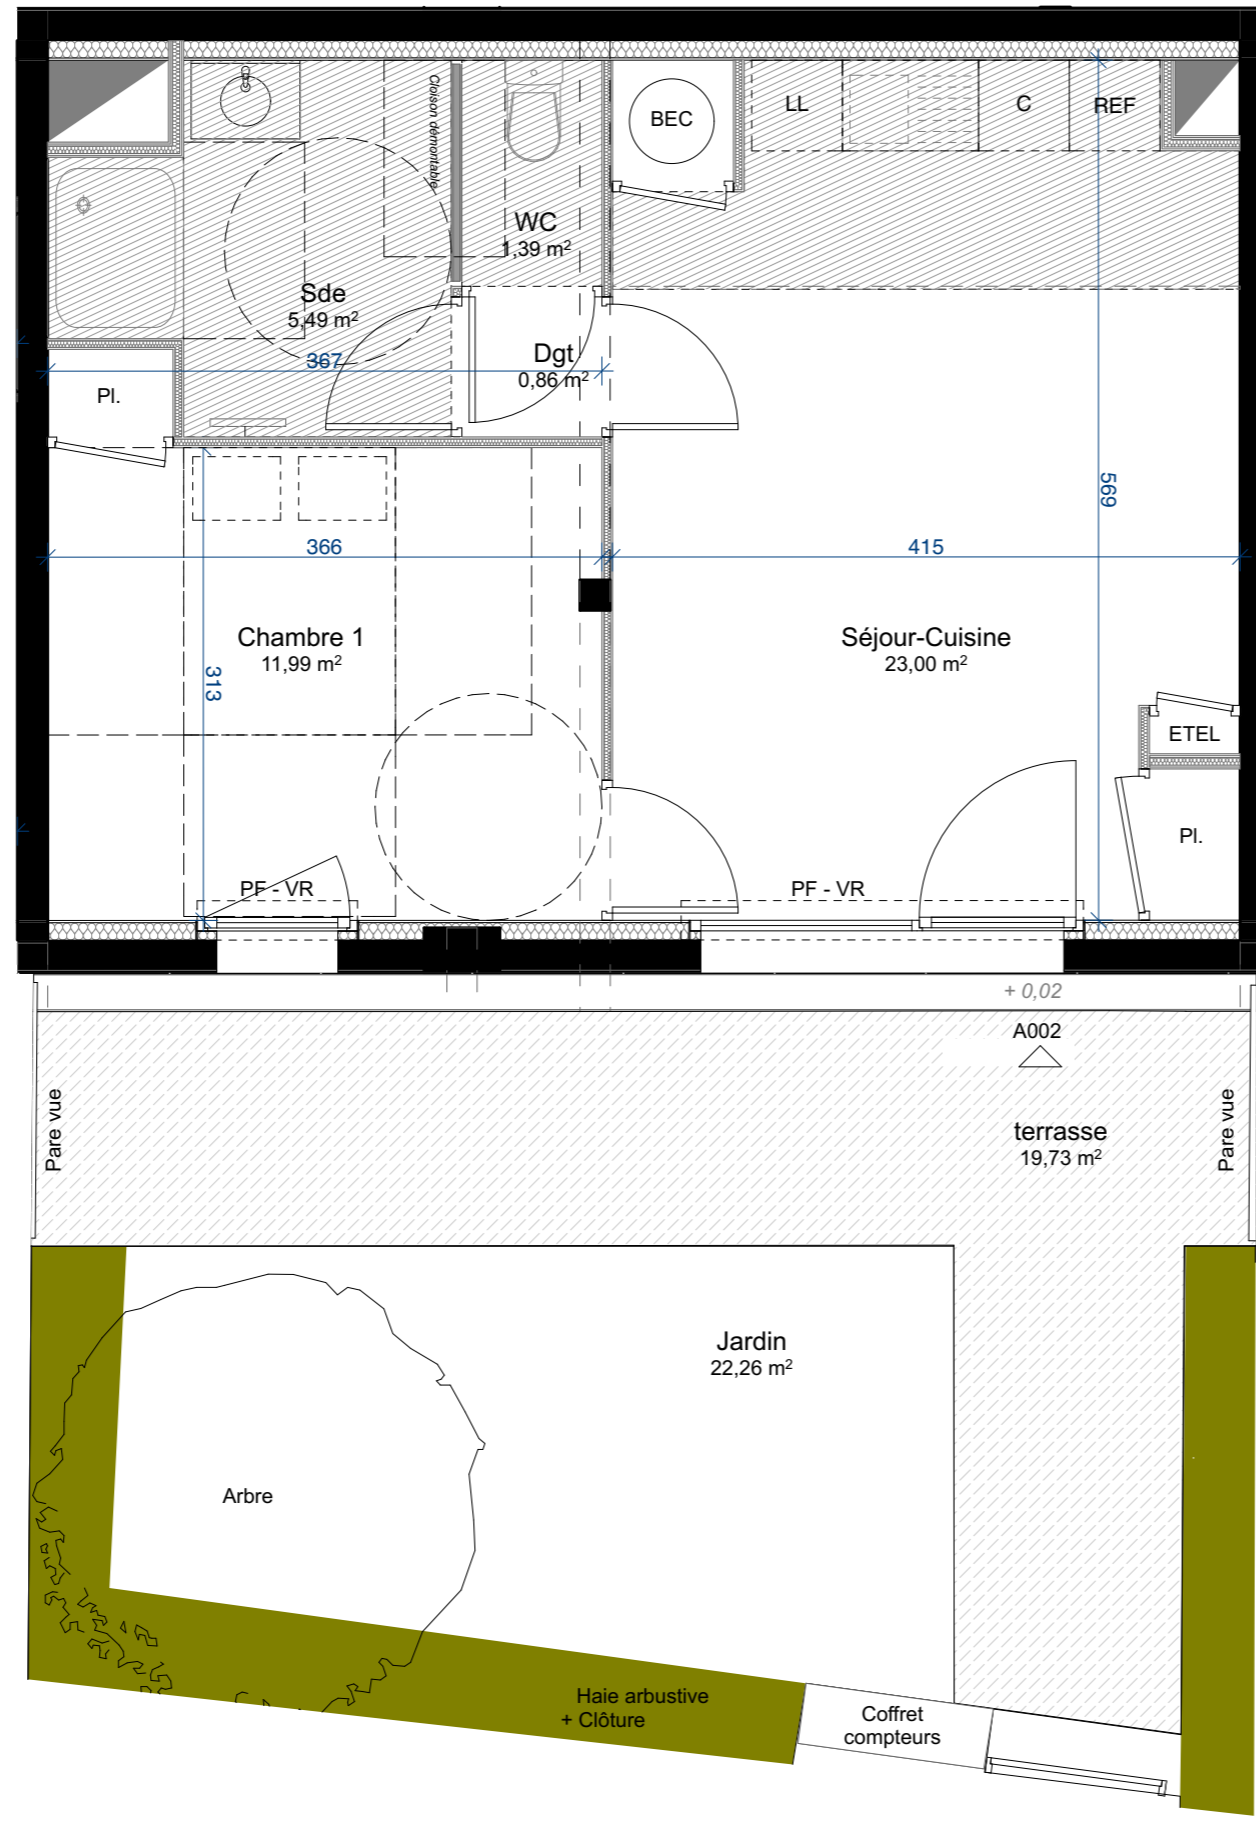 Cloison démontable
BEC
LL
C
REF
WC
1,39 m²
Sde
5,49 m²
Dgt
0,86 m²
367
Pl.
569
366
415
Chambre 1
11,99 m²
313
Séjour-Cuisine
23,00 m²
ETEL
Pl.
PF - VR
PF - VR
+ 0,02
A002
Pare vue
terrasse
19,73 m²
Pare vue
Jardin
22,26 m²
Arbre
Haie arbustive
+ Clôture
Coffret
compteurs